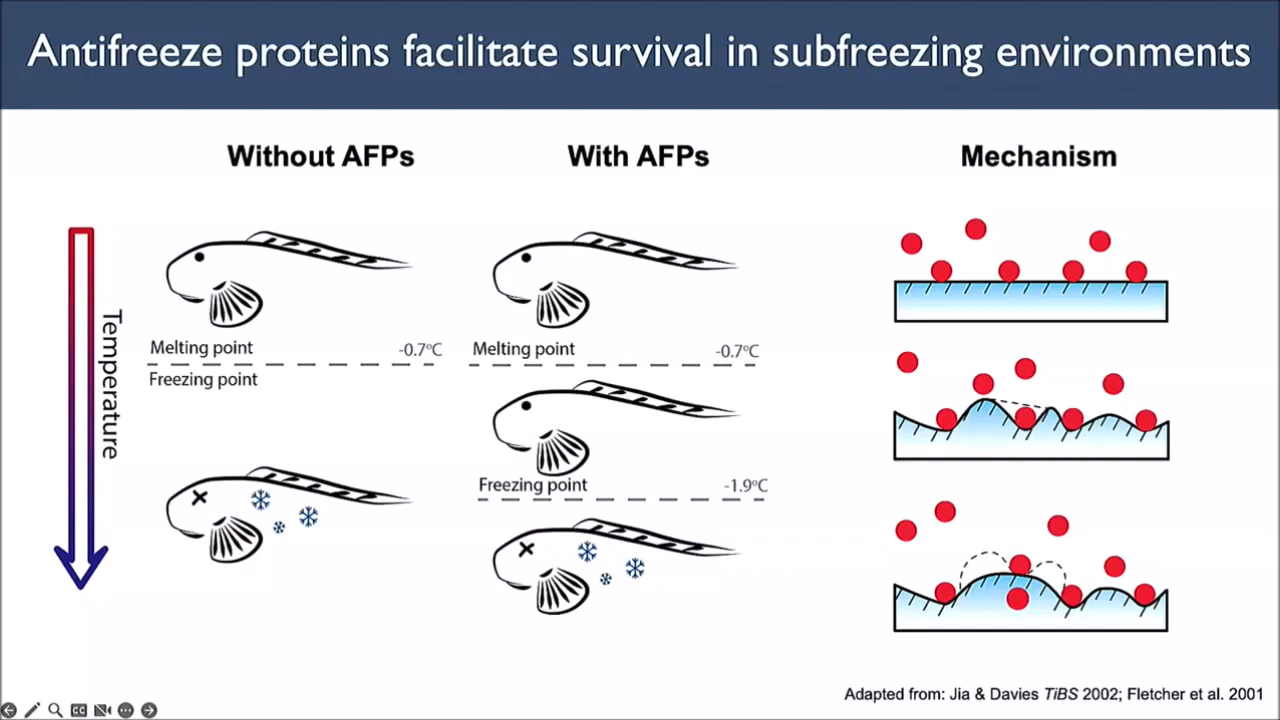 Antifreeze proteins facilitate survival in subfreezing environments
Without AFPs
With AFPs
Mechanism
Temperature
Melting point
-0.7°C
Freezing point
Melting point
-0.7°C
Freezing point
-1.9°C
Adapted from: Jia & Davies TiBS 2002; Fletcher et al. 2001
CC